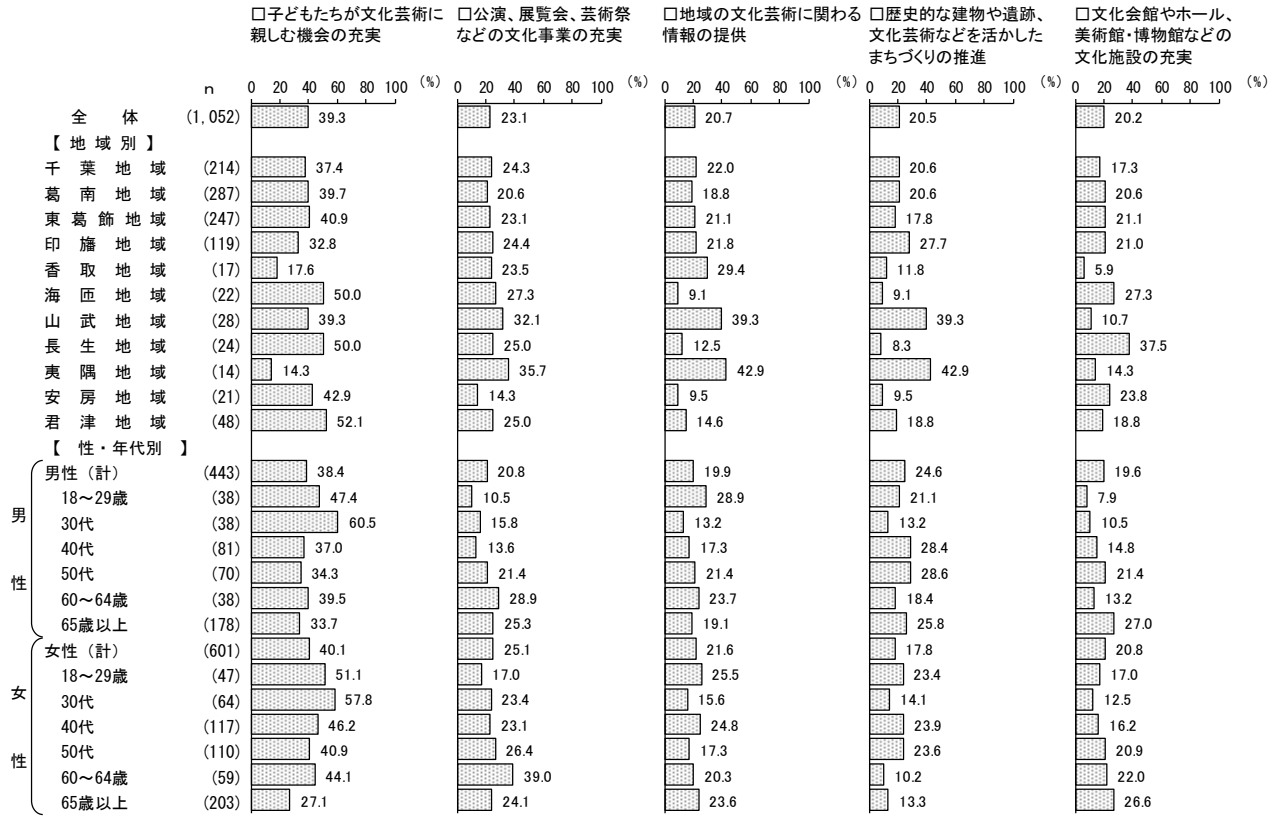 □子どもたちが文化芸術に
親しむ機会の充実
□公演、展覧会、芸術祭
などの文化事業の充実
□地域の文化芸術に関わる
情報の提供
□歴史的な建物や遺跡、
文化芸術などを活かした
まちづくりの推進
□文化会館やホール、
美術館・博物館などの
文化施設の充実
n 0 20 40 60 80 100 (%) 0 20 40 60 80 100 (%) 0 20 40 60 80 100 (%) 0 20 40 60 80 100 (%) 0 20 40 60 80 100 (%)
全体 (1,052) 39.3 23.1 20.7 20.5 20.2
【地域別】
千葉地域 (214) 37.4 24.3 22.0 20.6 17.3
葛南地域 (287) 39.7 20.6 18.8 20.6 20.6
東葛飾地域 (247) 40.9 23.1 21.1 17.8 21.1
印旛地域 (119) 32.8 24.4 21.8 27.7 21.0
香取地域 (17) 17.6 23.5 29.4 11.8 5.9
海匝地域 (22) 50.0 27.3 9.1 9.1 27.3
山武地域 (28) 39.3 32.1 39.3 39.3 10.7
長生地域 (24) 50.0 25.0 12.5 8.3 37.5
夷隅地域 (14) 14.3 35.7 42.9 42.9 14.3
安房地域 (21) 42.9 14.3 9.5 9.5 23.8
君津地域 (48) 52.1 25.0 14.6 18.8 18.8
【性・年代別】
男性
男性（計） (443) 38.4 20.8 19.9 24.6 19.6
18～29歳 (38) 47.4 10.5 28.9 21.1 7.9
30代 (38) 60.5 15.8 13.2 13.2 10.5
40代 (81) 37.0 13.6 17.3 28.4 14.8
50代 (70) 34.3 21.4 21.4 28.6 21.4
60～64歳 (38) 39.5 28.9 23.7 18.4 13.2
65歳以上 (178) 33.7 25.3 19.1 25.8 27.0
女性
女性（計） (601) 40.1 25.1 21.6 17.8 20.8
18～29歳 (47) 51.1 17.0 25.5 23.4 17.0
30代 (64) 57.8 23.4 15.6 14.1 12.5
40代 (117) 46.2 23.1 24.8 23.9 16.2
50代 (110) 40.9 26.4 17.3 23.6 20.9
60～64歳 (59) 44.1 39.0 20.3 10.2 22.0
65歳以上 (203) 27.1 24.1 23.6 13.3 26.6